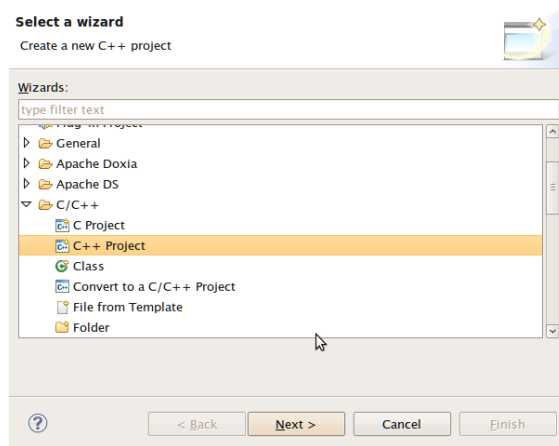 Select a wizard
Create a new C++ project
Wizards:
type filter text
General
Apache Doxia
Apache DS
C/C++
C Project
C++ Project
Class
Convert to a C/C++ Project
File from Template
Folder
< Back Next > Cancel Finish